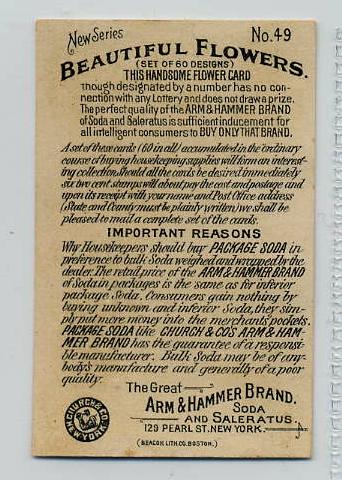 New Series No. 49
BEAUTIFUL FLOWERS.
(SET OF 60 DESIGNS)
THIS HANDSOME FLOWER CARD
though designated by a number has no con-
nection with any Lottery and does not draw a prize.
The perfect quality of the ARM & HAMMER BRAND
of Soda and Saleratus is sufficient inducement for
all intelligent consumers to BUY ONLY THAT BRAND.
A set of these cards (60 in all) accumulated in the ordinary
course of buying housekeeping supplies will form an interest-
ing collection. Should all the cards be desired immediately
six two cent stamps will about pay the cost and postage and
upon its receipt with your name and Post Office address
(State and County must be plainly written) we shall be
pleased to mail a complete set of the cards.
IMPORTANT REASONS
Why Housekeepers should buy PACKAGE SODA in
preference to bulk Soda weighed and wrapped by the
dealer. The retail price of the ARM & HAMMER BRAND
of Soda in packages is the same as for inferior
package Soda. Consumers gain nothing by
buying unknown and inferior Soda, they sim-
ply put more money into the merchants' pockets.
PACKAGE SODA like CHURCH & CO'S ARM & HAM-
MER BRAND has the guarantee of a responsi-
ble manufacturer. Bulk Soda may be of any-
body's manufacture and generally of a poor
quality.
The Great
ARM & HAMMER BRAND.
SODA
AND SALERATUS.
129 PEARL ST. NEW YORK.
CHURCH & CO.
NEW YORK
(BEACON LITH. CO. BOSTON.)